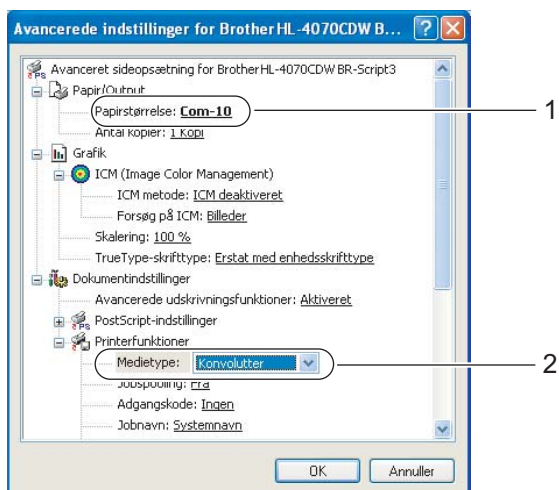 Avancerede indstillinger for Brother HL-4070CDW B...
Avanceret sideopsætning for BrotherHL-4070CDW BR-Script3
Papir/Output
Papirstørrelse: Com-10
1
Antal kopier: 1 Kopi
Grafik
ICM (Image Color Management)
ICM metode: ICM deaktiveret
Forsøg på ICM: Billeder
Skalering: 100 %
TrueType-skrifttype: Erstat med enhedsskrifttype
Dokumentindstillinger
Avancerede udskrivningsfunktioner: Aktiveret
PostScript-indstillinger
Printerfunktioner
Medietype: Konvolutter
2
Jobspooling: Fra
Adgangskode: Ingen
Jobnavn: Systemnavn
OK
Annuller